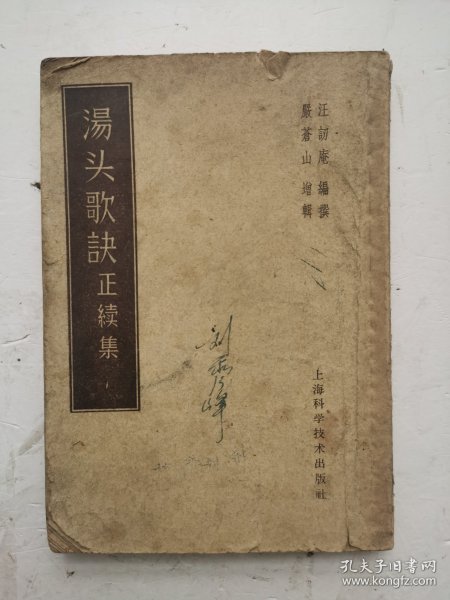 湯头歌訣正續集
汪訒庵 編撰
嚴蒼山 增輯
上海科学技术出版社
孔夫子旧书网
www.kongfz.com